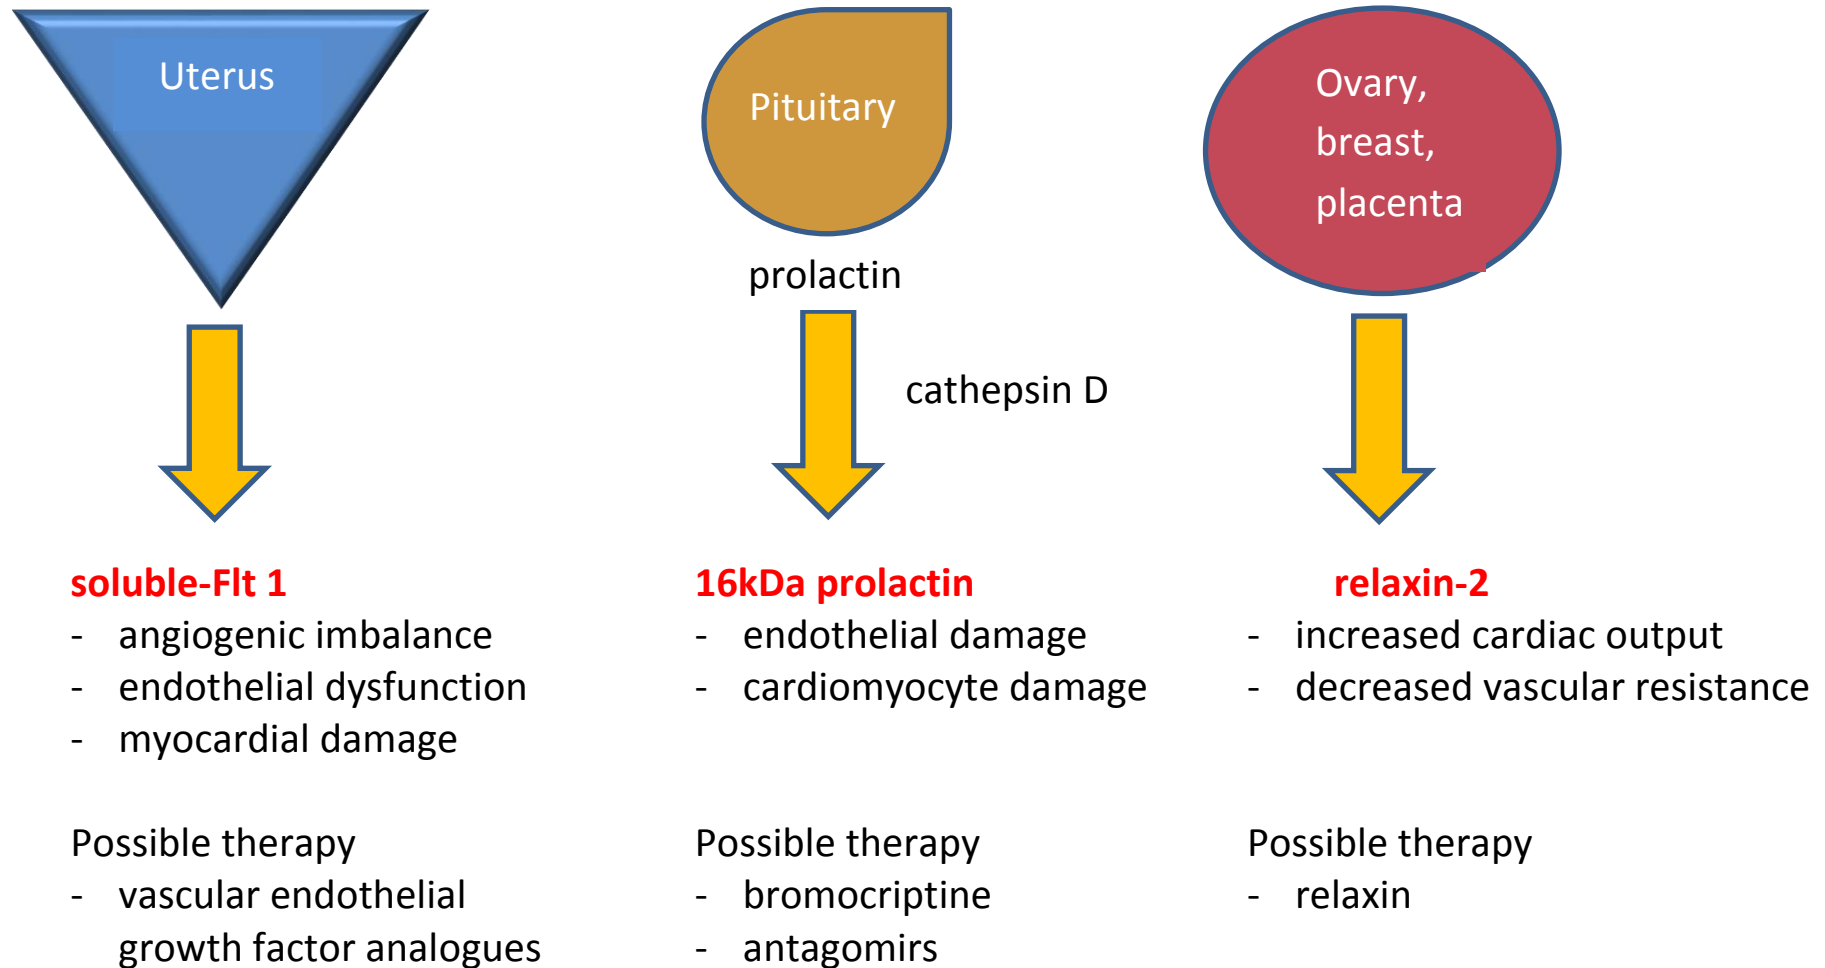 Uterus
Pituitary
Ovary,
breast,
placenta
prolactin
cathepsin D
soluble-Flt 1
- angiogenic imbalance
- endothelial dysfunction
- myocardial damage
Possible therapy
- vascular endothelial
growth factor analogues
16kDa prolactin
- endothelial damage
- cardiomyocyte damage
Possible therapy
- bromocriptine
- antagomirs
relaxin-2
- increased cardiac output
- decreased vascular resistance
Possible therapy
- relaxin